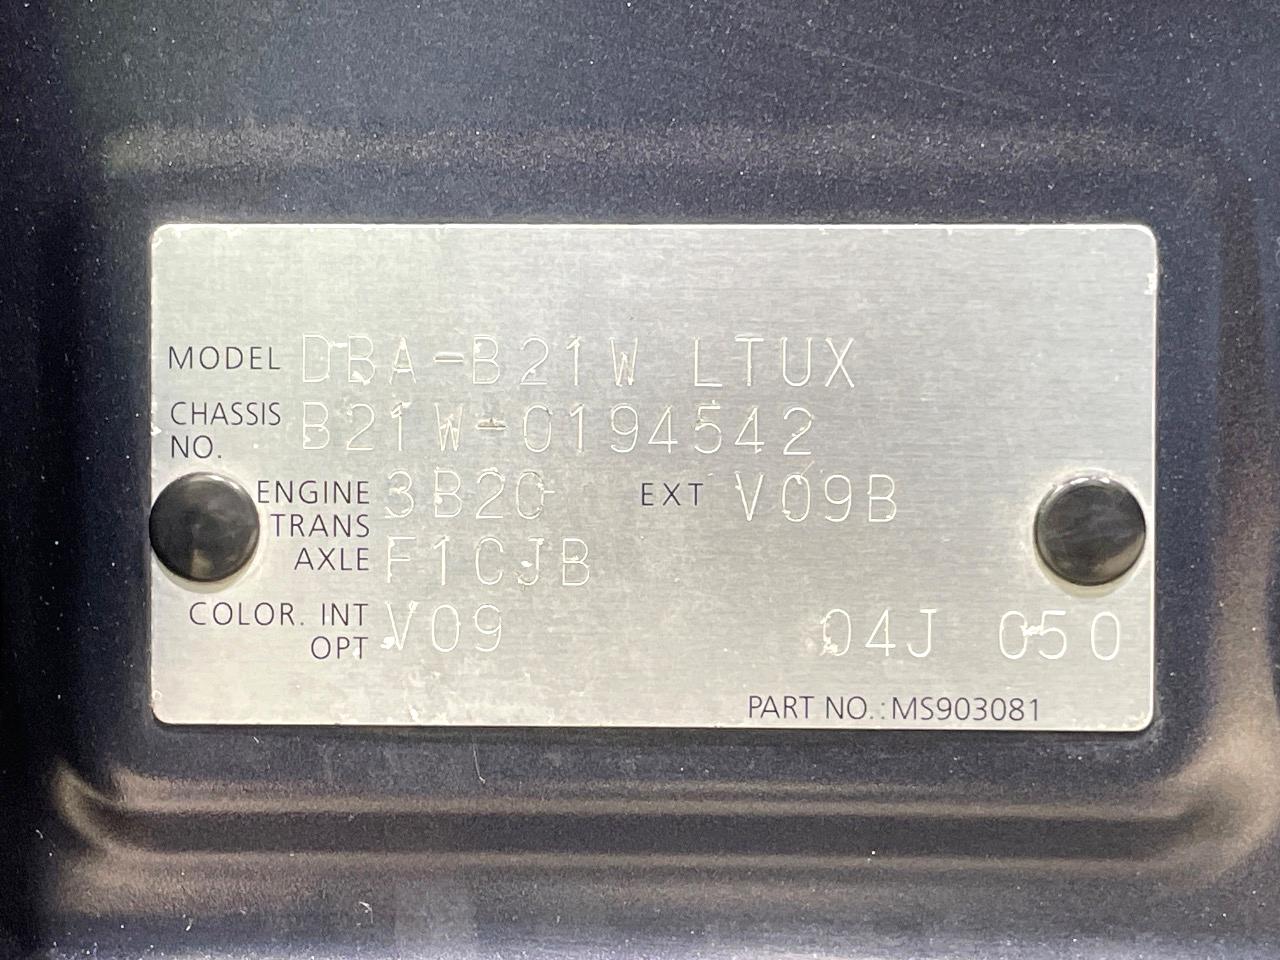 MODEL DBA-B21W LTUX
CHASSIS NO. B21W-0194542
ENGINE 3B20 EXT V09B
TRANS AXLE F1CJB
COLOR. INT V09 04J 050
OPT
PART NO.:MS903081